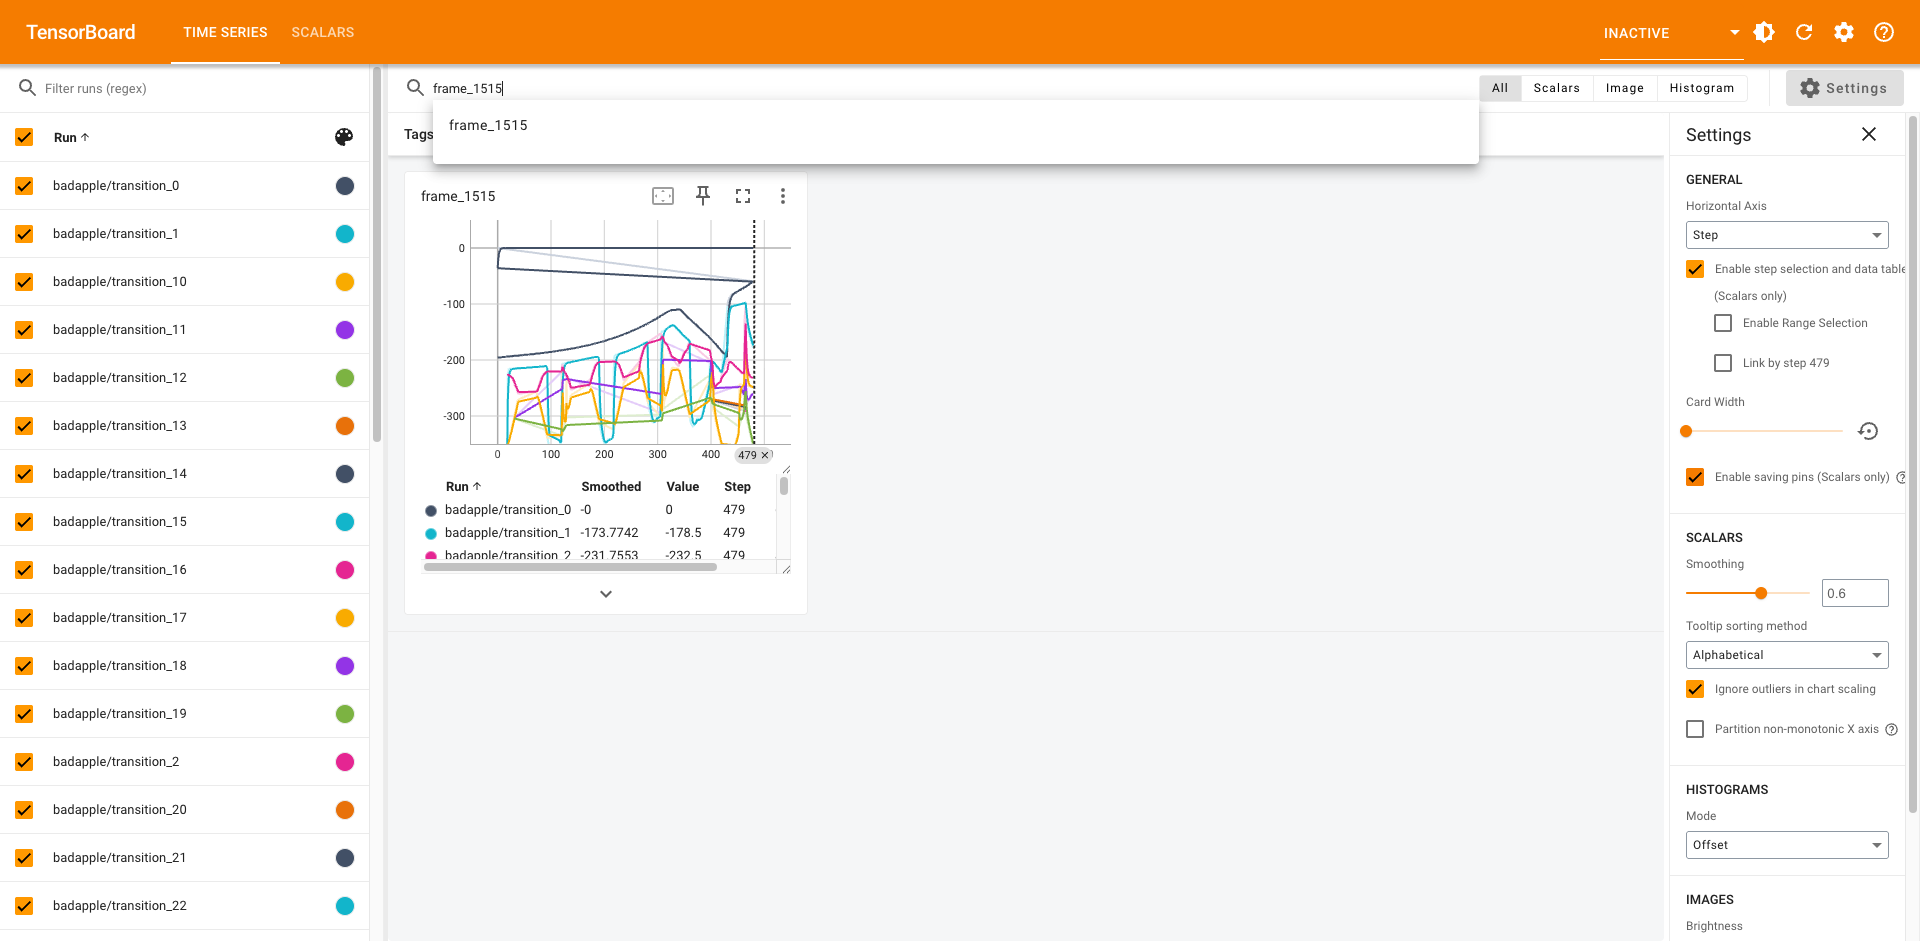 TensorBoard
TIME SERIES
SCALARS
INACTIVE
Filter runs (regex)
Run
badapple/transition_0
badapple/transition_1
badapple/transition_10
badapple/transition_11
badapple/transition_12
badapple/transition_13
badapple/transition_14
badapple/transition_15
badapple/transition_16
badapple/transition_17
badapple/transition_18
badapple/transition_19
badapple/transition_2
badapple/transition_20
badapple/transition_21
badapple/transition_22
frame_1515
All
Scalars
Image
Histogram
Settings
frame_1515
Tags
frame_1515
0
-100
-200
-300
0 100 200 300 400 479
Run Smoothed Value Step
badapple/transition_0 -0 0 479
badapple/transition_1 -173.7742 -178.5 479
badapple/transition_2 -231.7553 -232.5 479
Settings
GENERAL
Horizontal Axis
Step
Enable step selection and data table
(Scalars only)
Enable Range Selection
Link by step 479
Card Width
Enable saving pins (Scalars only)
SCALARS
Smoothing
0.6
Tooltip sorting method
Alphabetical
Ignore outliers in chart scaling
Partition non-monotonic X axis
HISTOGRAMS
Mode
Offset
IMAGES
Brightness